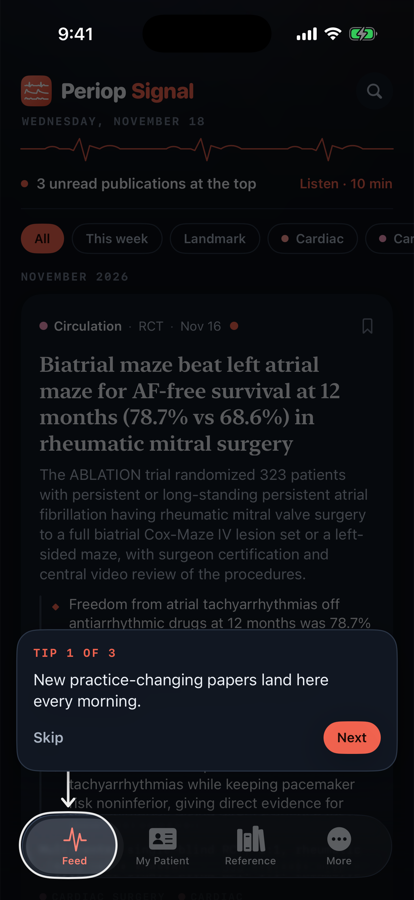 9:41
Periop Signal
WEDNESDAY, NOVEMBER 18
3 unread publications at the top
Listen · 10 min
All
This week
Landmark
Cardiac
Car
NOVEMBER 2026
Circulation · RCT · Nov 16
Biatrial maze beat left atrial
maze for AF-free survival at 12
months (78.7% vs 68.6%) in
rheumatic mitral surgery
The ABLATION trial randomized 323 patients
with persistent or long-standing persistent atrial
fibrillation having rheumatic mitral valve surgery
to a full biatrial Cox-Maze IV lesion set or a left-
sided maze, with surgeon certification and
central video review of the procedures.
Freedom from atrial tachyarrhythmias off
antiarrhythmic drugs at 12 months was 78.7%
TIP 1 OF 3
New practice-changing papers land here
every morning.
Skip
Next
tachyarrhythmias while keeping pacemaker
risk noninferior, giving direct evidence for
Feed
My Patient
Reference
More